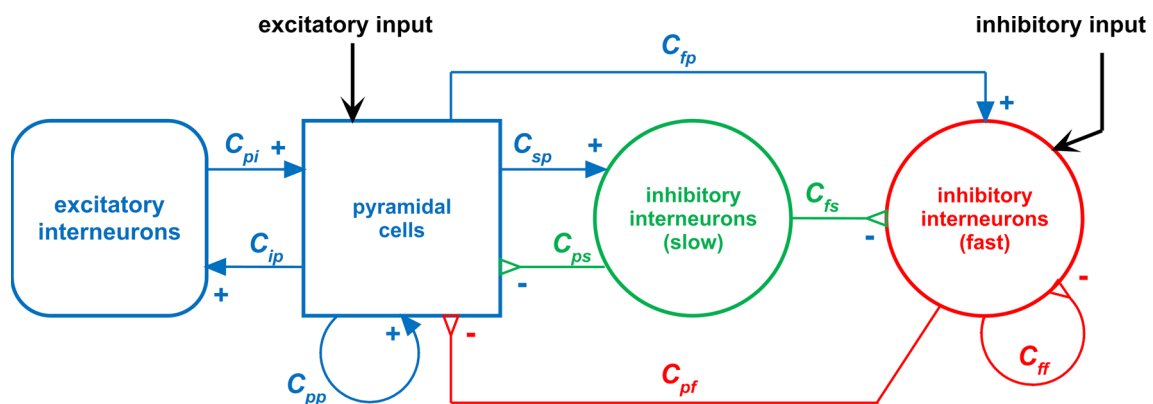 excitatory input
inhibitory input
C_fp
+
C_pi
+
C_sp
+
excitatory
interneurons
pyramidal
cells
inhibitory
interneurons
(slow)
C_fs
-
inhibitory
interneurons
(fast)
C_ip
+
C_ps
-
-
+
-
C_pp
C_pf
C_ff